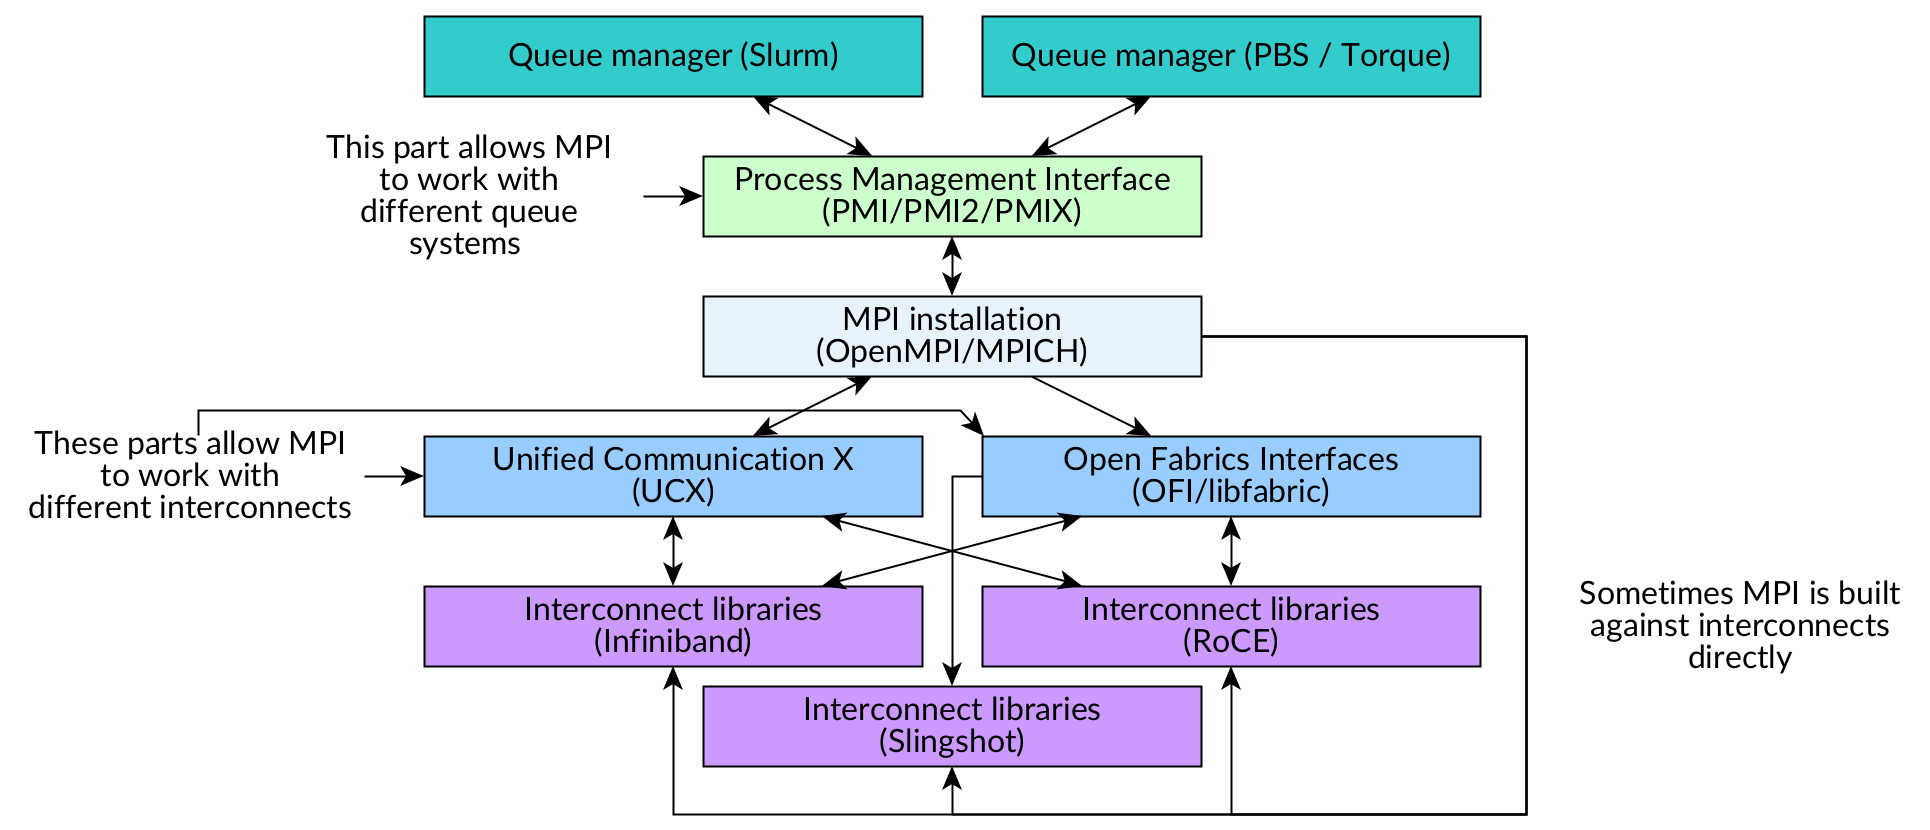 Queue manager (Slurm)
Queue manager (PBS / Torque)
This part allows MPI
to work with
different queue
systems
Process Management Interface
(PMI/PMI2/PMIX)
MPI installation
(OpenMPI/MPICH)
These parts allow MPI
to work with
different interconnects
Unified Communication X
(UCX)
Open Fabrics Interfaces
(OFI/libfabric)
Interconnect libraries
(Infiniband)
Interconnect libraries
(RoCE)
Sometimes MPI is built
against interconnects
directly
Interconnect libraries
(Slingshot)